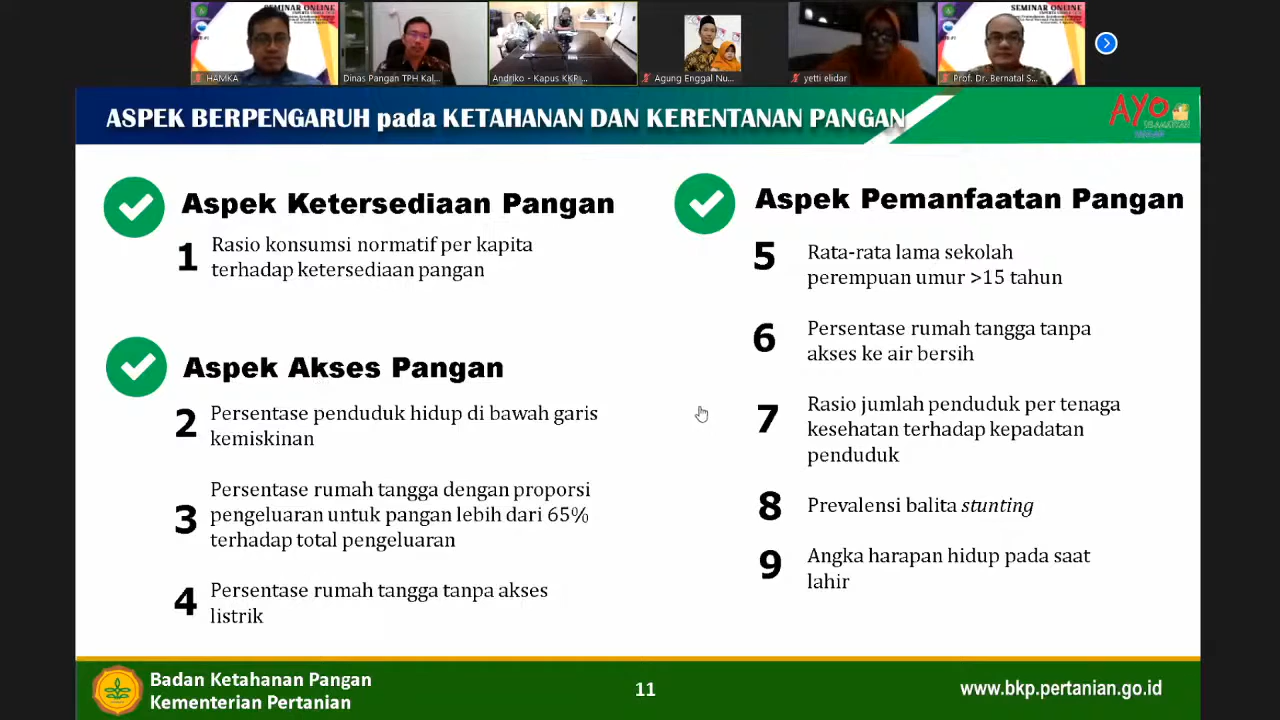 SEMINAR ONLINE
SEMINAR ONLINE
HAMKA
Dinas Pangan TPH Kal...
Andriko - Kapus KKP ...
Agung Enggal Nu...
yetti elidar
Prof. Dr. Bernatal S...
ASPEK BERPENGARUH pada KETAHANAN DAN KERENTANAN PANGAN
AYO
Aspek Ketersediaan Pangan
1 Rasio konsumsi normatif per kapita
terhadap ketersediaan pangan
Aspek Akses Pangan
2 Persentase penduduk hidup di bawah garis
kemiskinan
3 Persentase rumah tangga dengan proporsi
pengeluaran untuk pangan lebih dari 65%
terhadap total pengeluaran
4 Persentase rumah tangga tanpa akses
listrik
Aspek Pemanfaatan Pangan
5 Rata-rata lama sekolah
perempuan umur >15 tahun
6 Persentase rumah tangga tanpa
akses ke air bersih
7 Rasio jumlah penduduk per tenaga
kesehatan terhadap kepadatan
penduduk
8 Prevalensi balita stunting
9 Angka harapan hidup pada saat
lahir
Badan Ketahanan Pangan
Kementerian Pertanian
11
www.bkp.pertanian.go.id